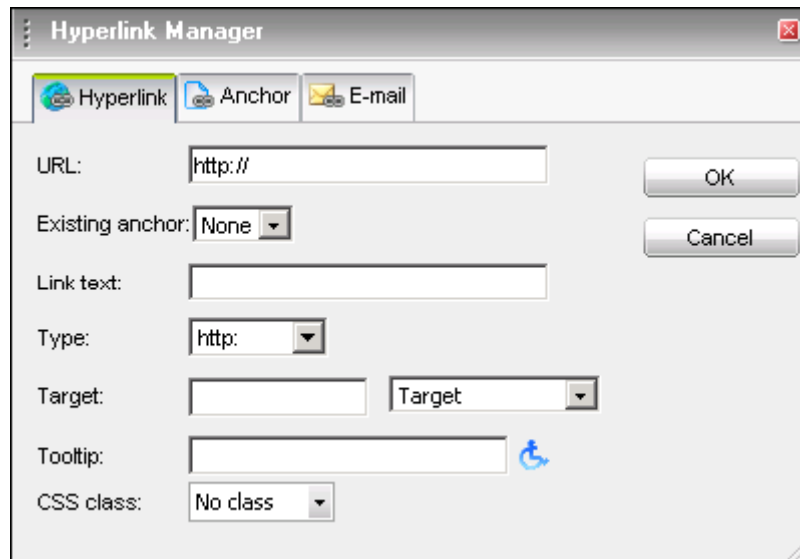 Hyperlink Manager
Hyperlink Anchor E-mail
URL: http://
OK
Existing anchor: None
Cancel
Link text:
Type: http:
Target: Target
Tooltip:
CSS class: No class